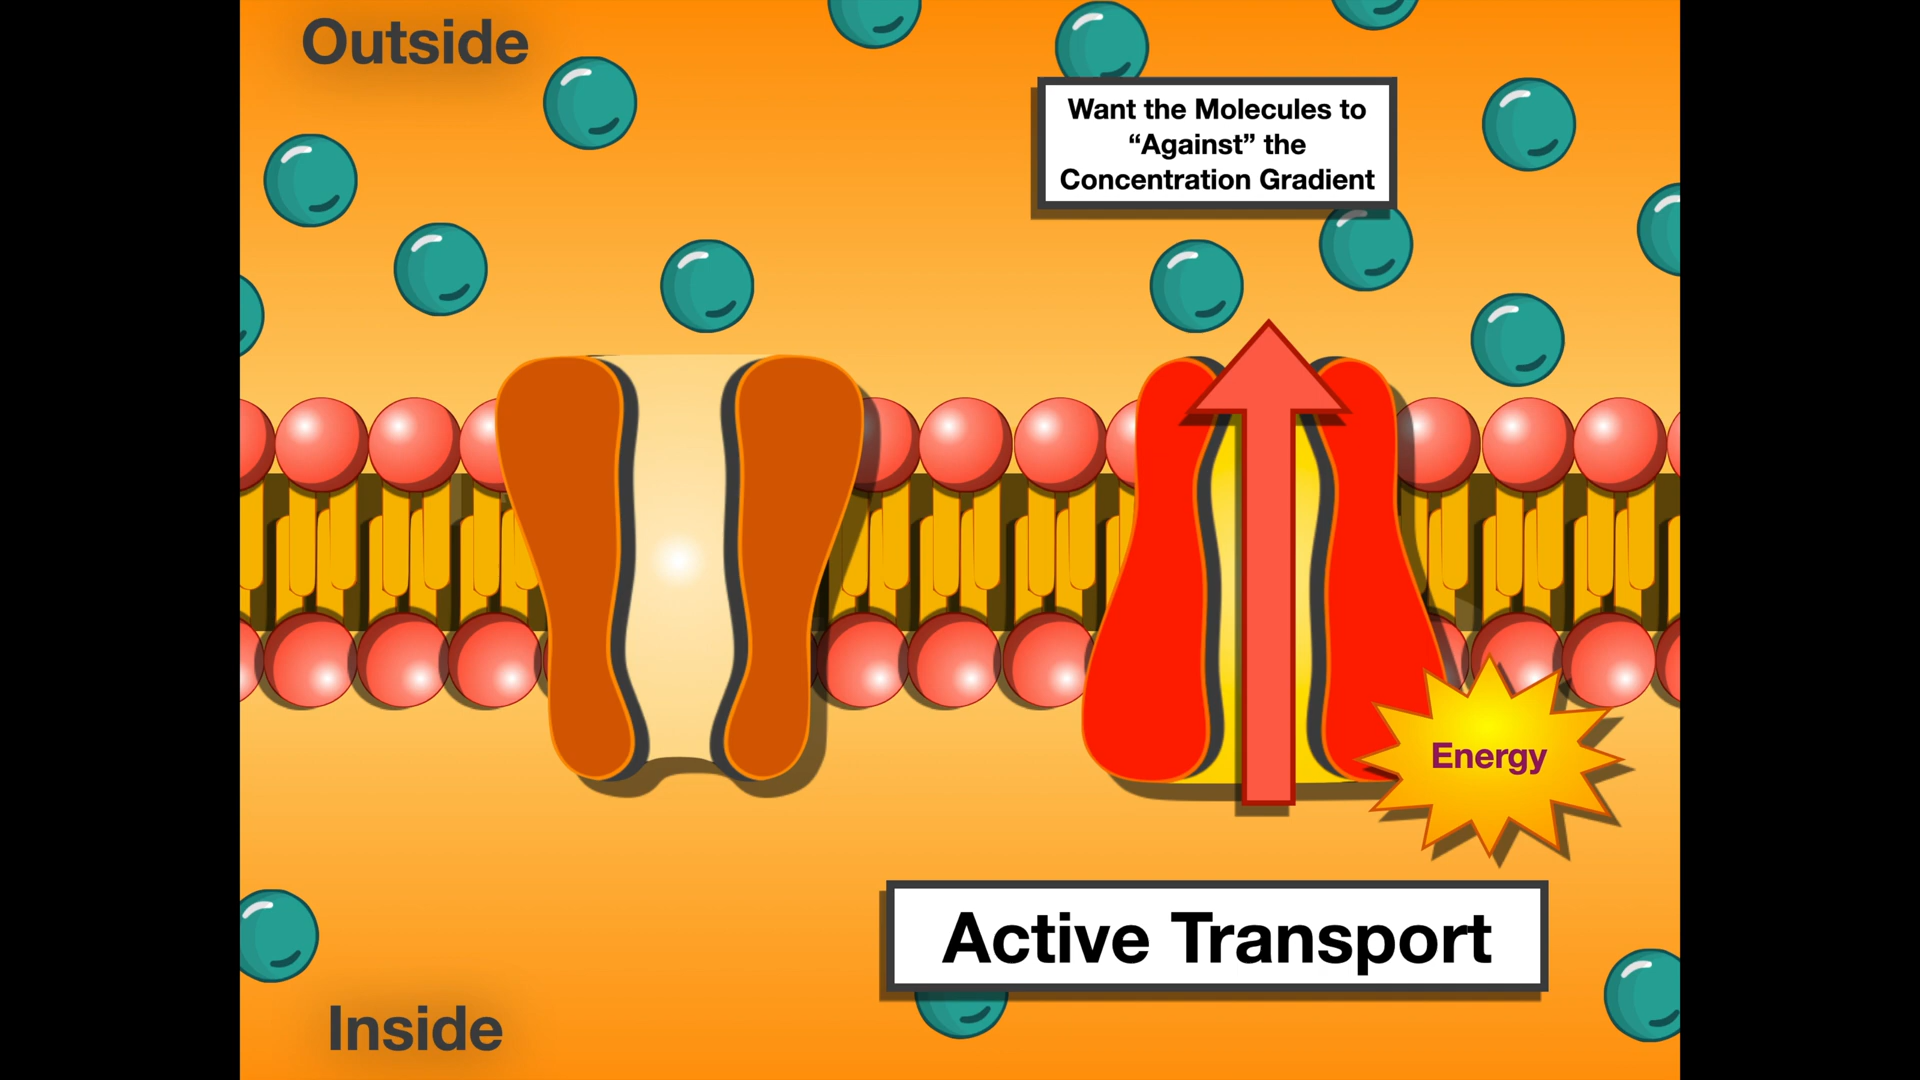 Outside
Want the Molecules to
“Against” the
Concentration Gradient
Energy
Active Transport
Inside